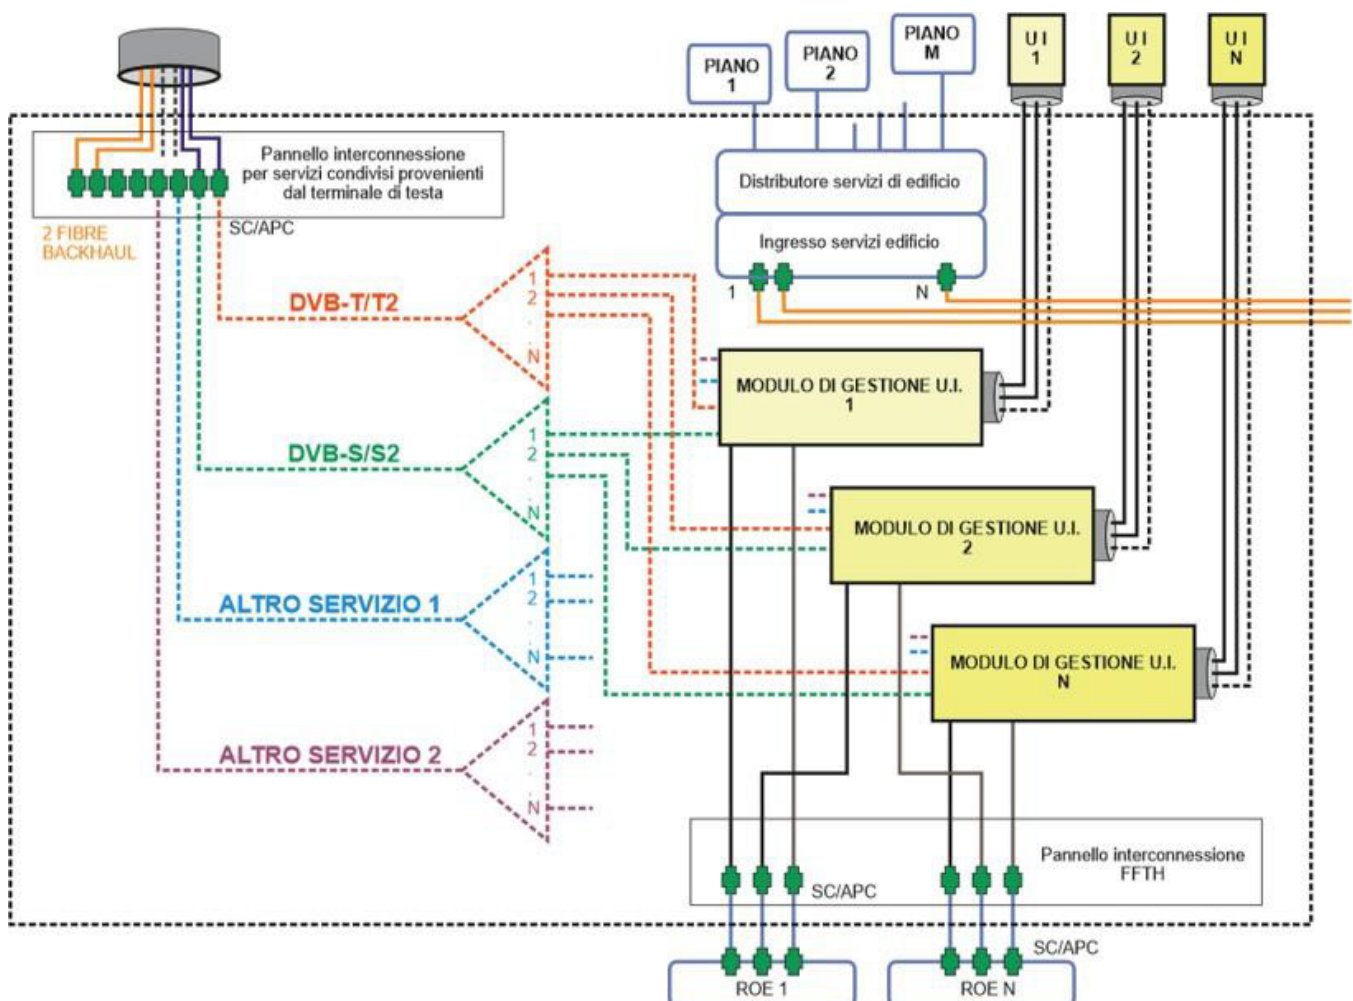 PIANO
1
PIANO
2
PIANO
M
U I
1
U I
2
U I
N
Pannello interconnessione
per servizi condivisi provenienti
dal terminale di testa
SC/APC
2 FIBRE
BACKHAUL
Distributore servizi di edificio
Ingresso servizi edificio
1
N
DVB-T/T2
1
2
.
.
N
MODULO DI GESTIONE U.I.
1
DVB-S/S2
1
2
.
.
N
MODULO DI GESTIONE U.I.
2
ALTRO SERVIZIO 1
1
2
.
.
N
MODULO DI GESTIONE U.I.
N
ALTRO SERVIZIO 2
1
2
.
.
N
Pannello interconnessione
FFTH
SC/APC
SC/APC
ROE 1
ROE N